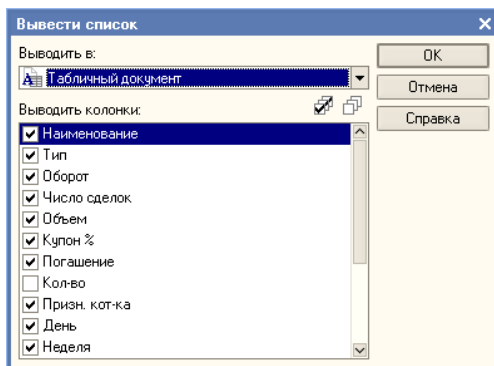 Вывести список
Выводить в:
Табличный документ
Выводить колонки:
Наименование
Тип
Оборот
Число сделок
Объем
Купон %
Погашение
Кол-во
Призн. кот-ка
День
Неделя
OK
Отмена
Справка